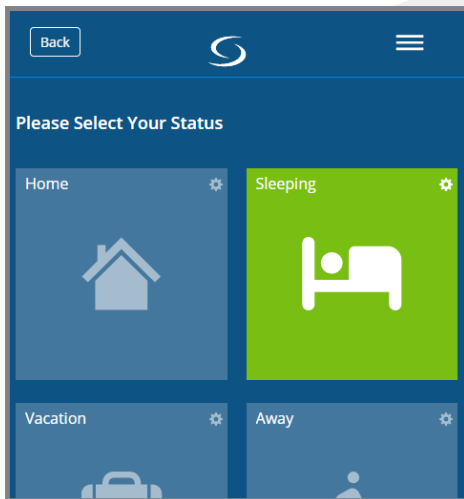 Back
Please Select Your Status
Home
Sleeping
Vacation
Away